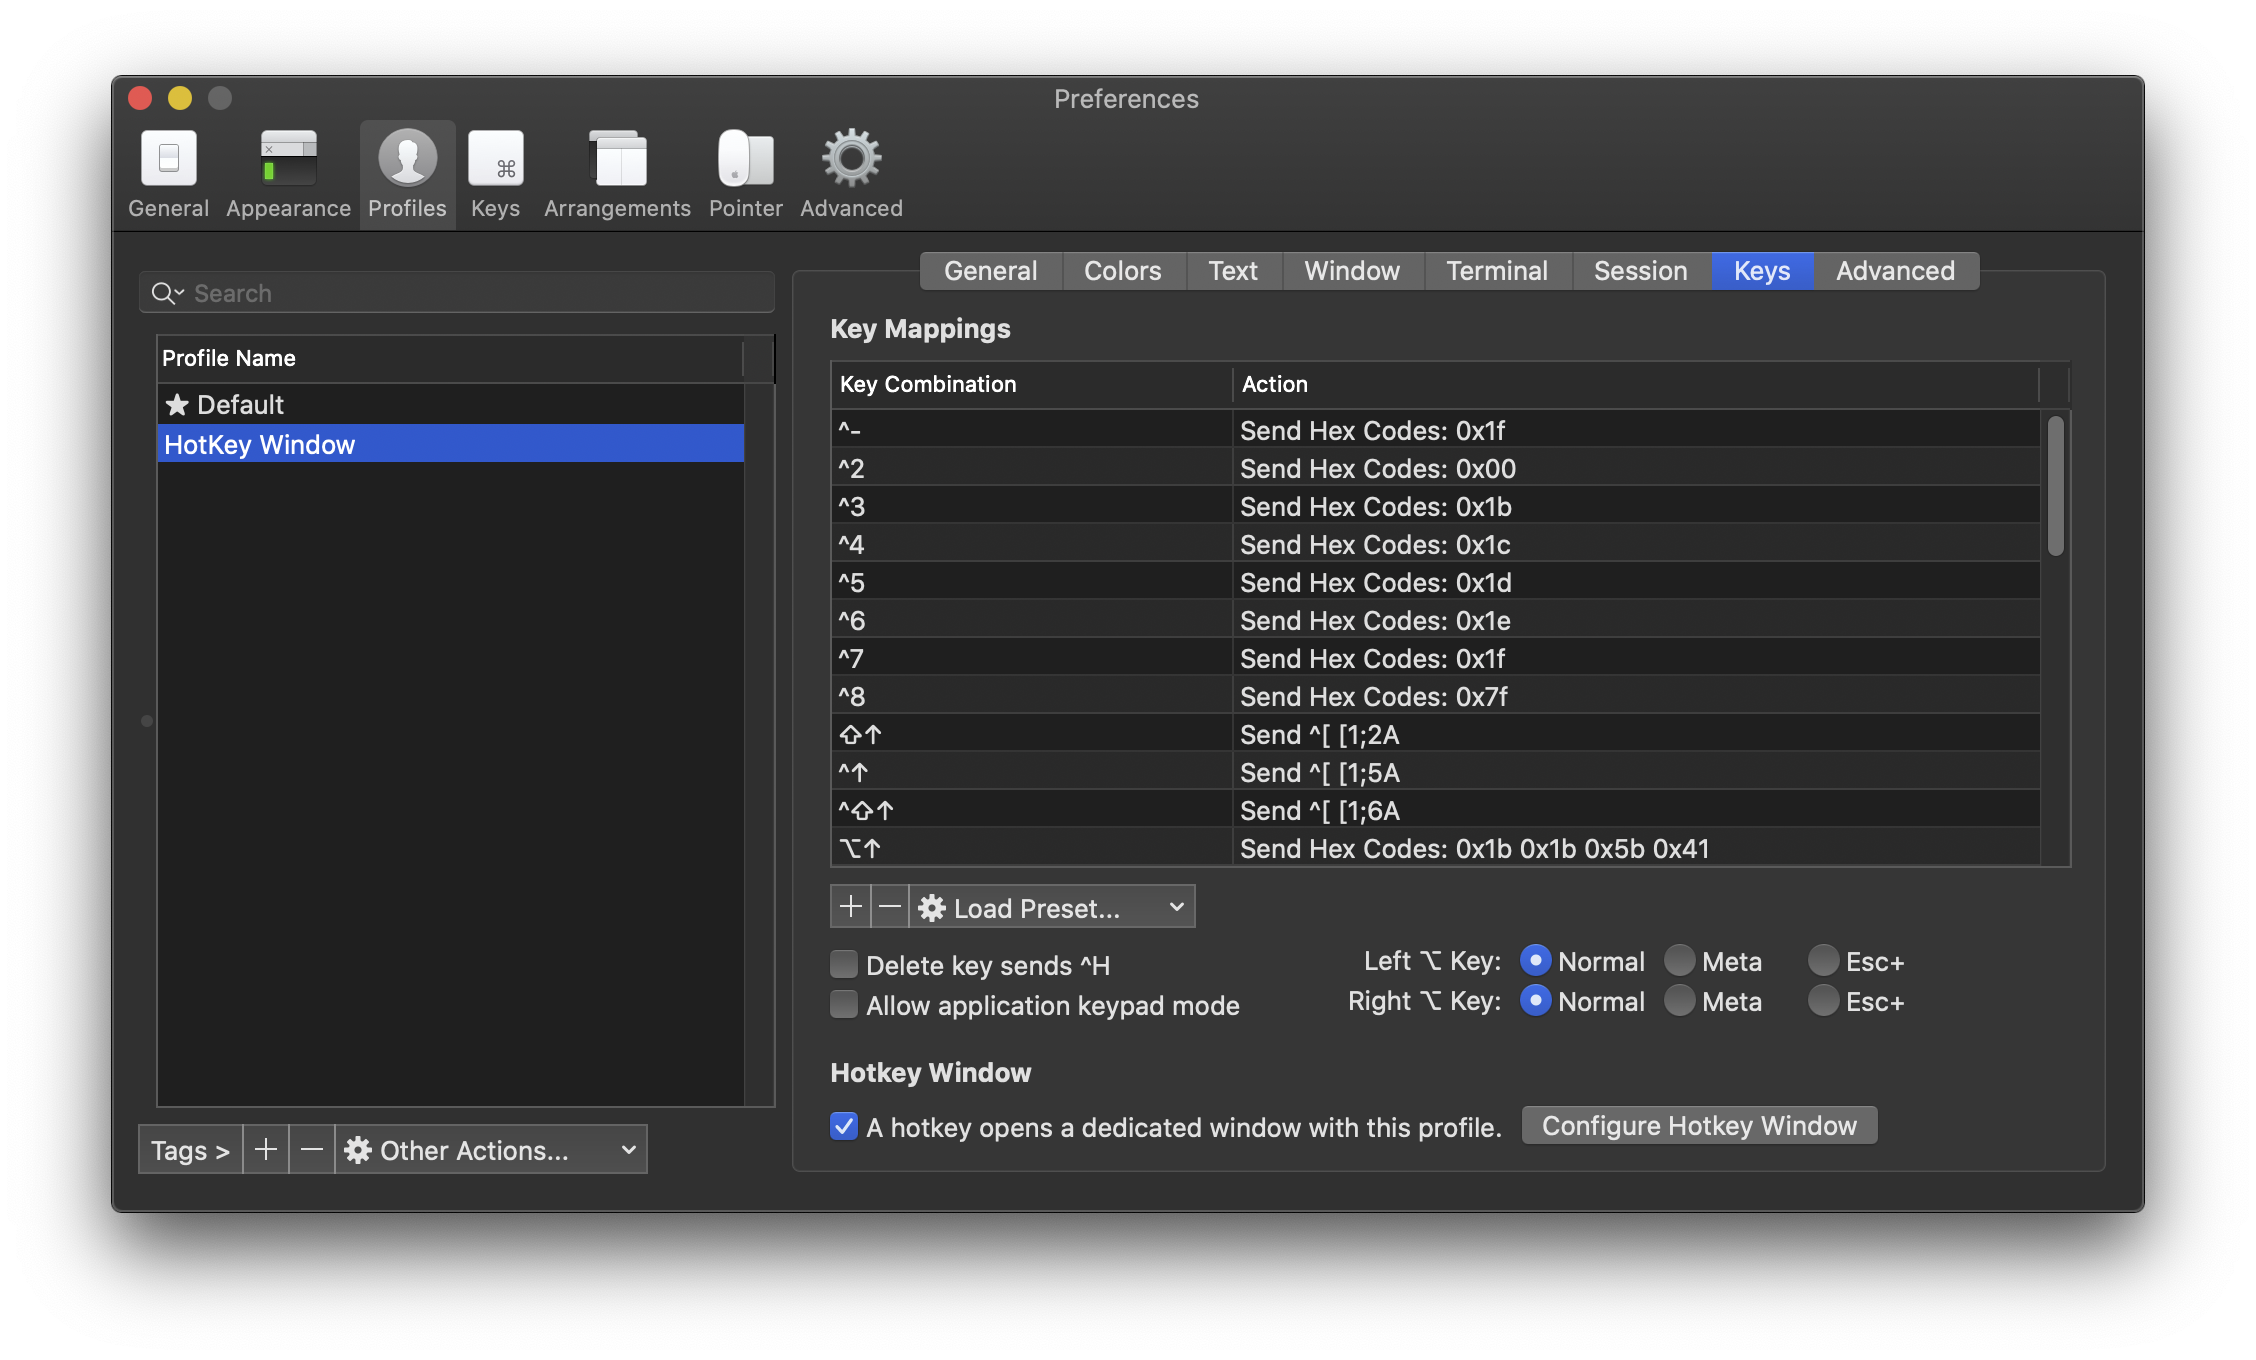 Preferences
General Appearance Profiles Keys Arrangements Pointer Advanced
Search
Profile Name
★ Default
HotKey Window
Tags > + — Other Actions...
General Colors Text Window Terminal Session Keys Advanced
Key Mappings
Key Combination Action
^- Send Hex Codes: 0x1f
^2 Send Hex Codes: 0x00
^3 Send Hex Codes: 0x1b
^4 Send Hex Codes: 0x1c
^5 Send Hex Codes: 0x1d
^6 Send Hex Codes: 0x1e
^7 Send Hex Codes: 0x1f
^8 Send Hex Codes: 0x7f
⇧↑ Send ^[ [1;2A
^↑ Send ^[ [1;5A
^⇧↑ Send ^[ [1;6A
⌥↑ Send Hex Codes: 0x1b 0x1b 0x5b 0x41
+ — Load Preset...
Delete key sends ^H
Allow application keypad mode
Left ⌥ Key: Normal Meta Esc+
Right ⌥ Key: Normal Meta Esc+
Hotkey Window
A hotkey opens a dedicated window with this profile. Configure Hotkey Window